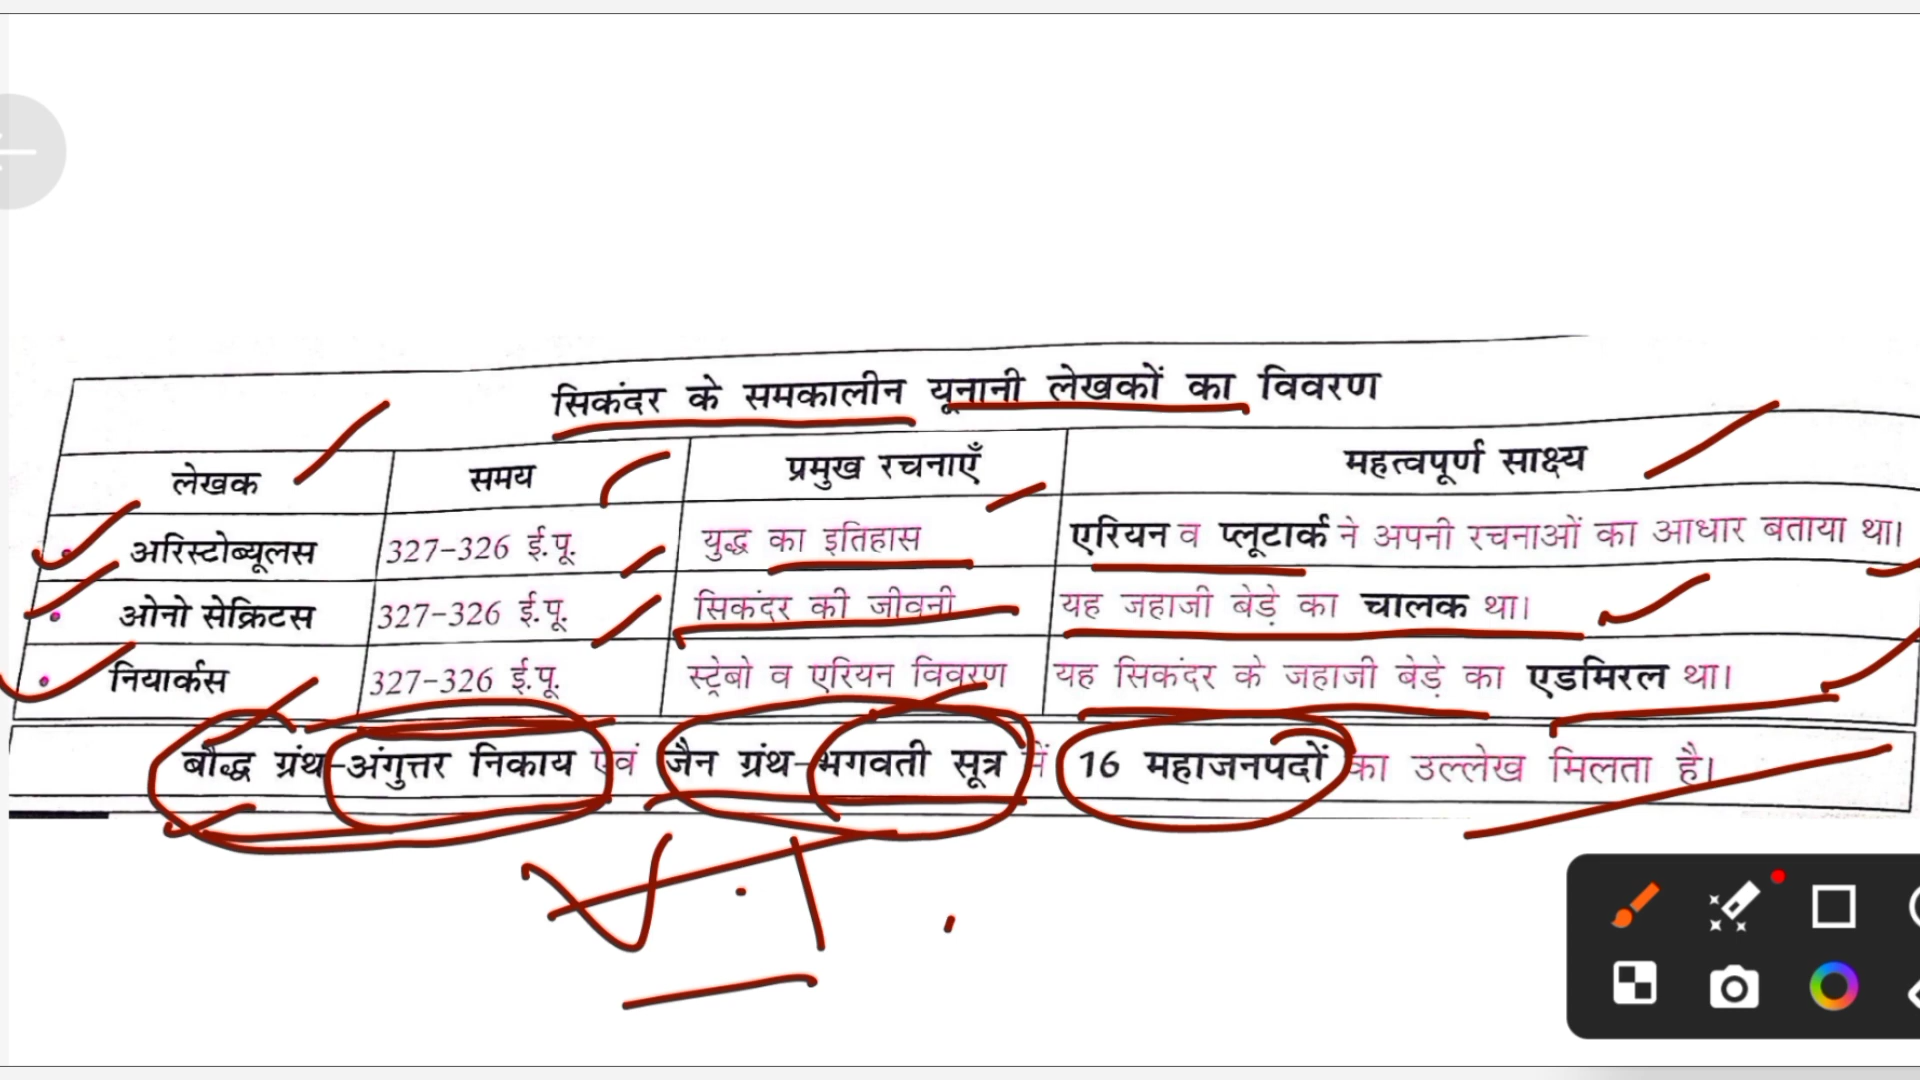 सिकंदर के समकालीन यूनानी लेखकों का विवरण
लेखक समय प्रमुख रचनाएँ महत्वपूर्ण साक्ष्य
• अरिस्टोब्यूलस 327-326 ई.पू. युद्ध का इतिहास एरियन व प्लूटार्क ने अपनी रचनाओं का आधार बताया था।
• ओनो सेक्रिटस 327-326 ई.पू. सिकंदर की जीवनी यह जहाजी बेड़े का चालक था।
• नियार्कस 327-326 ई.पू. स्ट्रेबो व एरियन विवरण यह सिकंदर के जहाजी बेड़े का एडमिरल था।
बौद्ध ग्रंथ-अंगुत्तर निकाय एवं जैन ग्रंथ-भगवती सूत्र में 16 महाजनपदों का उल्लेख मिलता है।